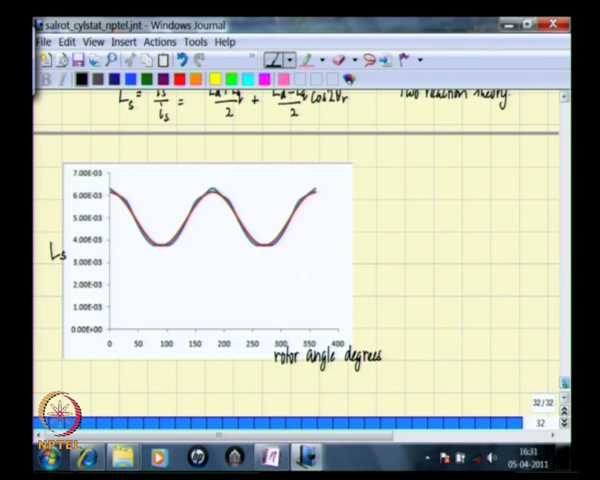 salrot_cylstat_nptel.jnt - Windows Journal
File Edit View Insert Actions Tools Help
Ls = / is = / 2 + Ld-Lq / 2 cos2θr Two reaction theory.
7.00E-03
6.00E-03
5.00E-03
4.00E-03
3.00E-03
2.00E-03
1.00E-03
0.00E+00
Ls
0 50 100 150 200 250 300 350 400
rotor angle degrees
32/32
32
NPTEL
16:31
05-04-2011